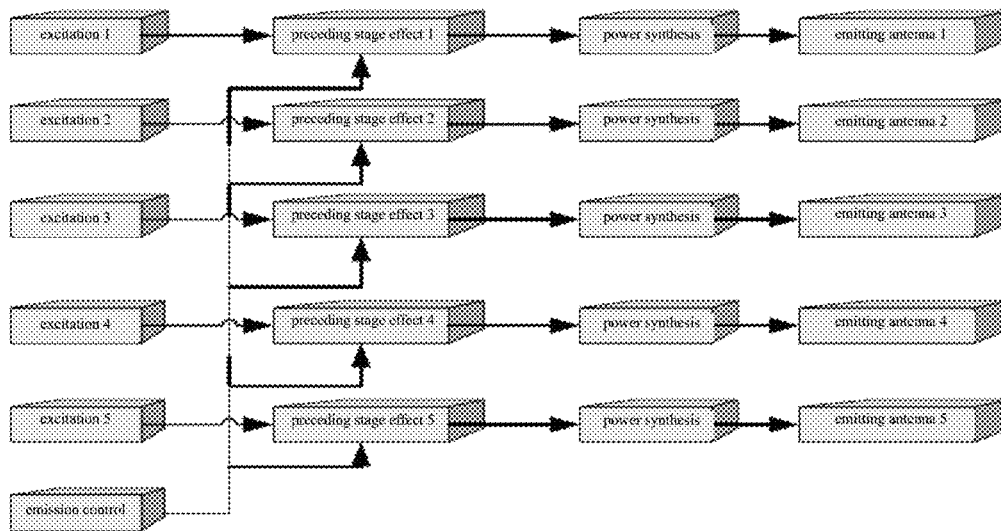 excitation 1 preceding stage effect 1 power synthesis emitting antenna 1
excitation 2 preceding stage effect 2 power synthesis emitting antenna 2
excitation 3 preceding stage effect 3 power synthesis emitting antenna 3
excitation 4 preceding stage effect 4 power synthesis emitting antenna 4
excitation 5 preceding stage effect 5 power synthesis emitting antenna 5
emission control